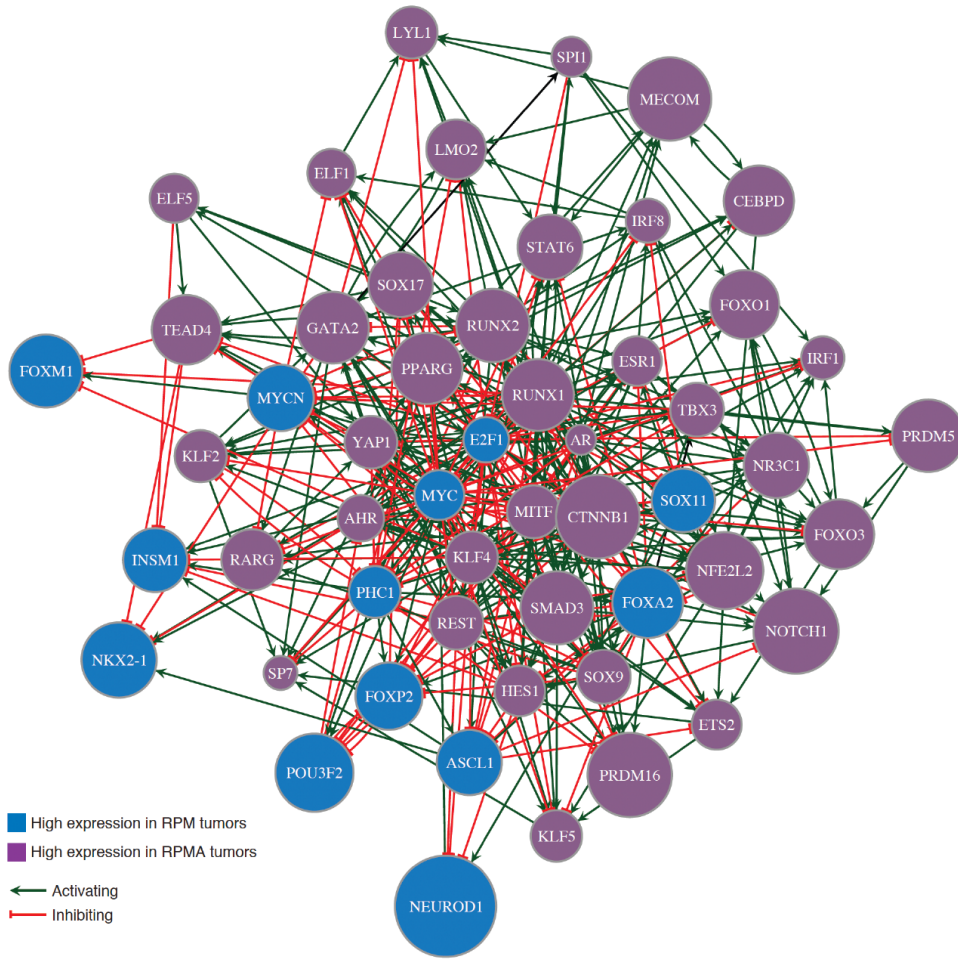 LYL1
SPI1
MECOM
LMO2
ELF1
ELF5
CEBPD
IRF8
STAT6
SOX17
FOXO1
GATA2
RUNX2
TEAD4
FOXM1
ESR1
IRF1
PPARG
RUNX1
MYCN
TBX3
PRDM5
E2F1
AR
YAP1
KLF2
NR3C1
MYC
SOX11
MITF
CTNNB1
AHR
FOXO3
KLF4
INSM1
RARG
NFE2L2
PHC1
FOXA2
SMAD3
REST
NOTCH1
NKX2-1
SP7
SOX9
HES1
FOXP2
ETS2
ASCL1
POU3F2
PRDM16
KLF5
NEUROD1
High expression in RPM tumors
High expression in RPMA tumors
Activating
Inhibiting